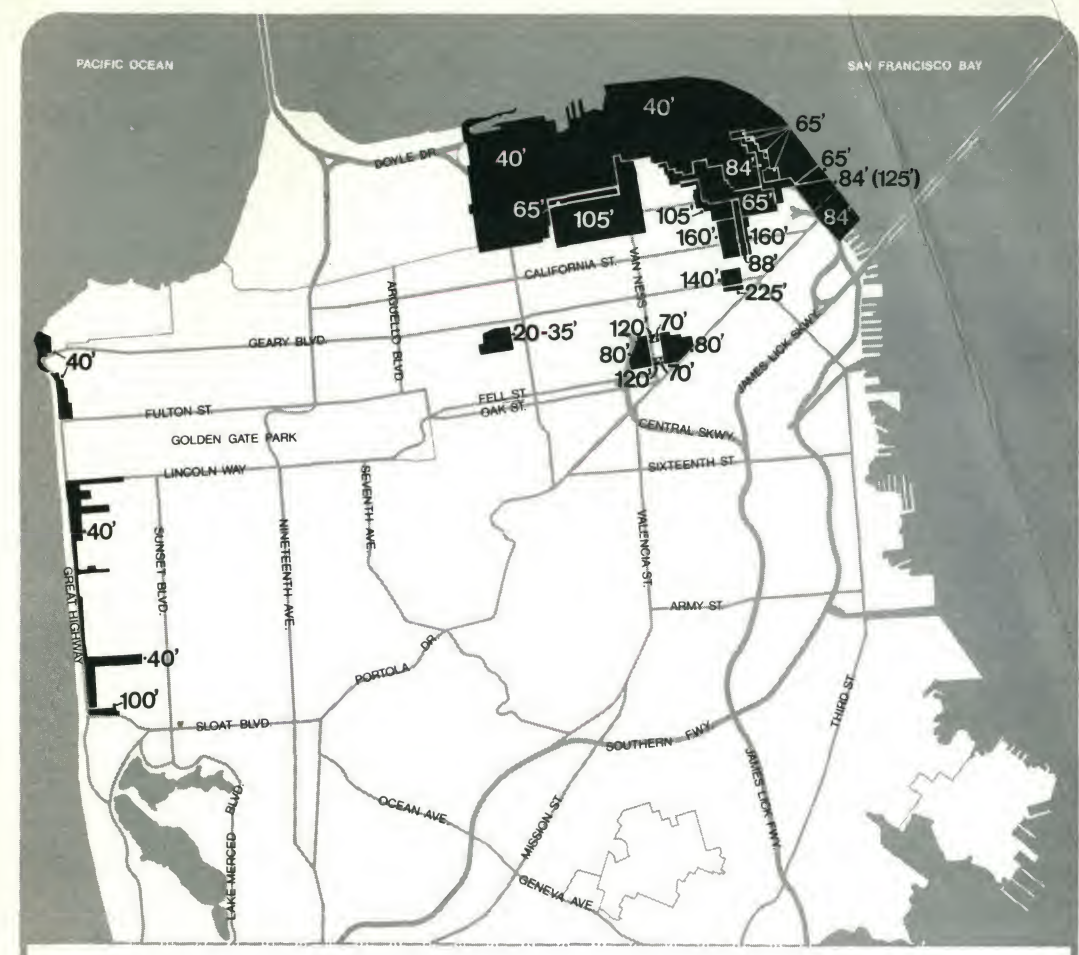 PACIFIC OCEAN
SAN FRANCISCO BAY
40'
65'
DOYLE DR.
40'
84'
65'
84' (125')
65'
105'
105'
65'
84'
160'
160'
CALIFORNIA ST.
VAN NESS
88'
140'
225'
ARGUELLO BLVD.
GEARY BLVD.
20-35'
120'
70'
80'
80'
120'
70'
JAMES LICK SKWY.
40'
FULTON ST.
FELL ST.
OAK ST.
GOLDEN GATE PARK
CENTRAL SKWY.
LINCOLN WAY
SIXTEENTH ST.
40'
SUNSET BLVD.
NINETEENTH AVE.
SEVENTH AVE.
VALENCIA ST.
GREAT HIGHWAY
ARMY ST.
40'
PORTOLA DR.
100'
SLOAT BLVD.
SOUTHERN FWY.
THIRD ST.
JAMES LICK FWY.
OCEAN AVE.
MISSION ST.
LAKE MERCED BLVD.
GENEVA AVE.